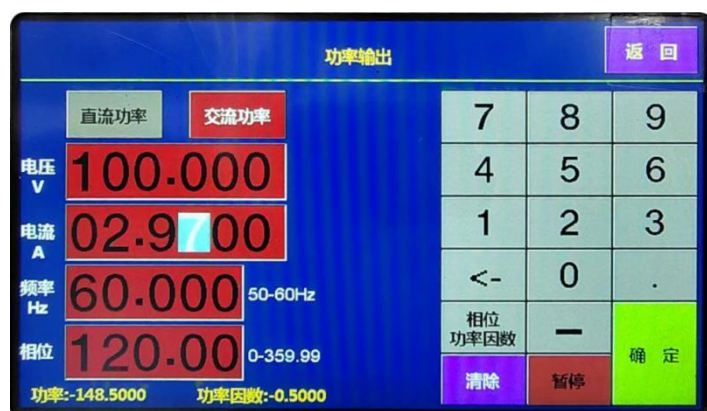 功率输出
返 回
直流功率 交流功率
电压
V
100.000
电流
A
02.9700
频率
Hz
60.000
50-60Hz
相位
120.00
0-359.99
功率:-148.5000 功率因数:-0.5000
7 8 9
4 5 6
1 2 3
<- 0 .
相位
功率因数
—
确 定
清除
暂停